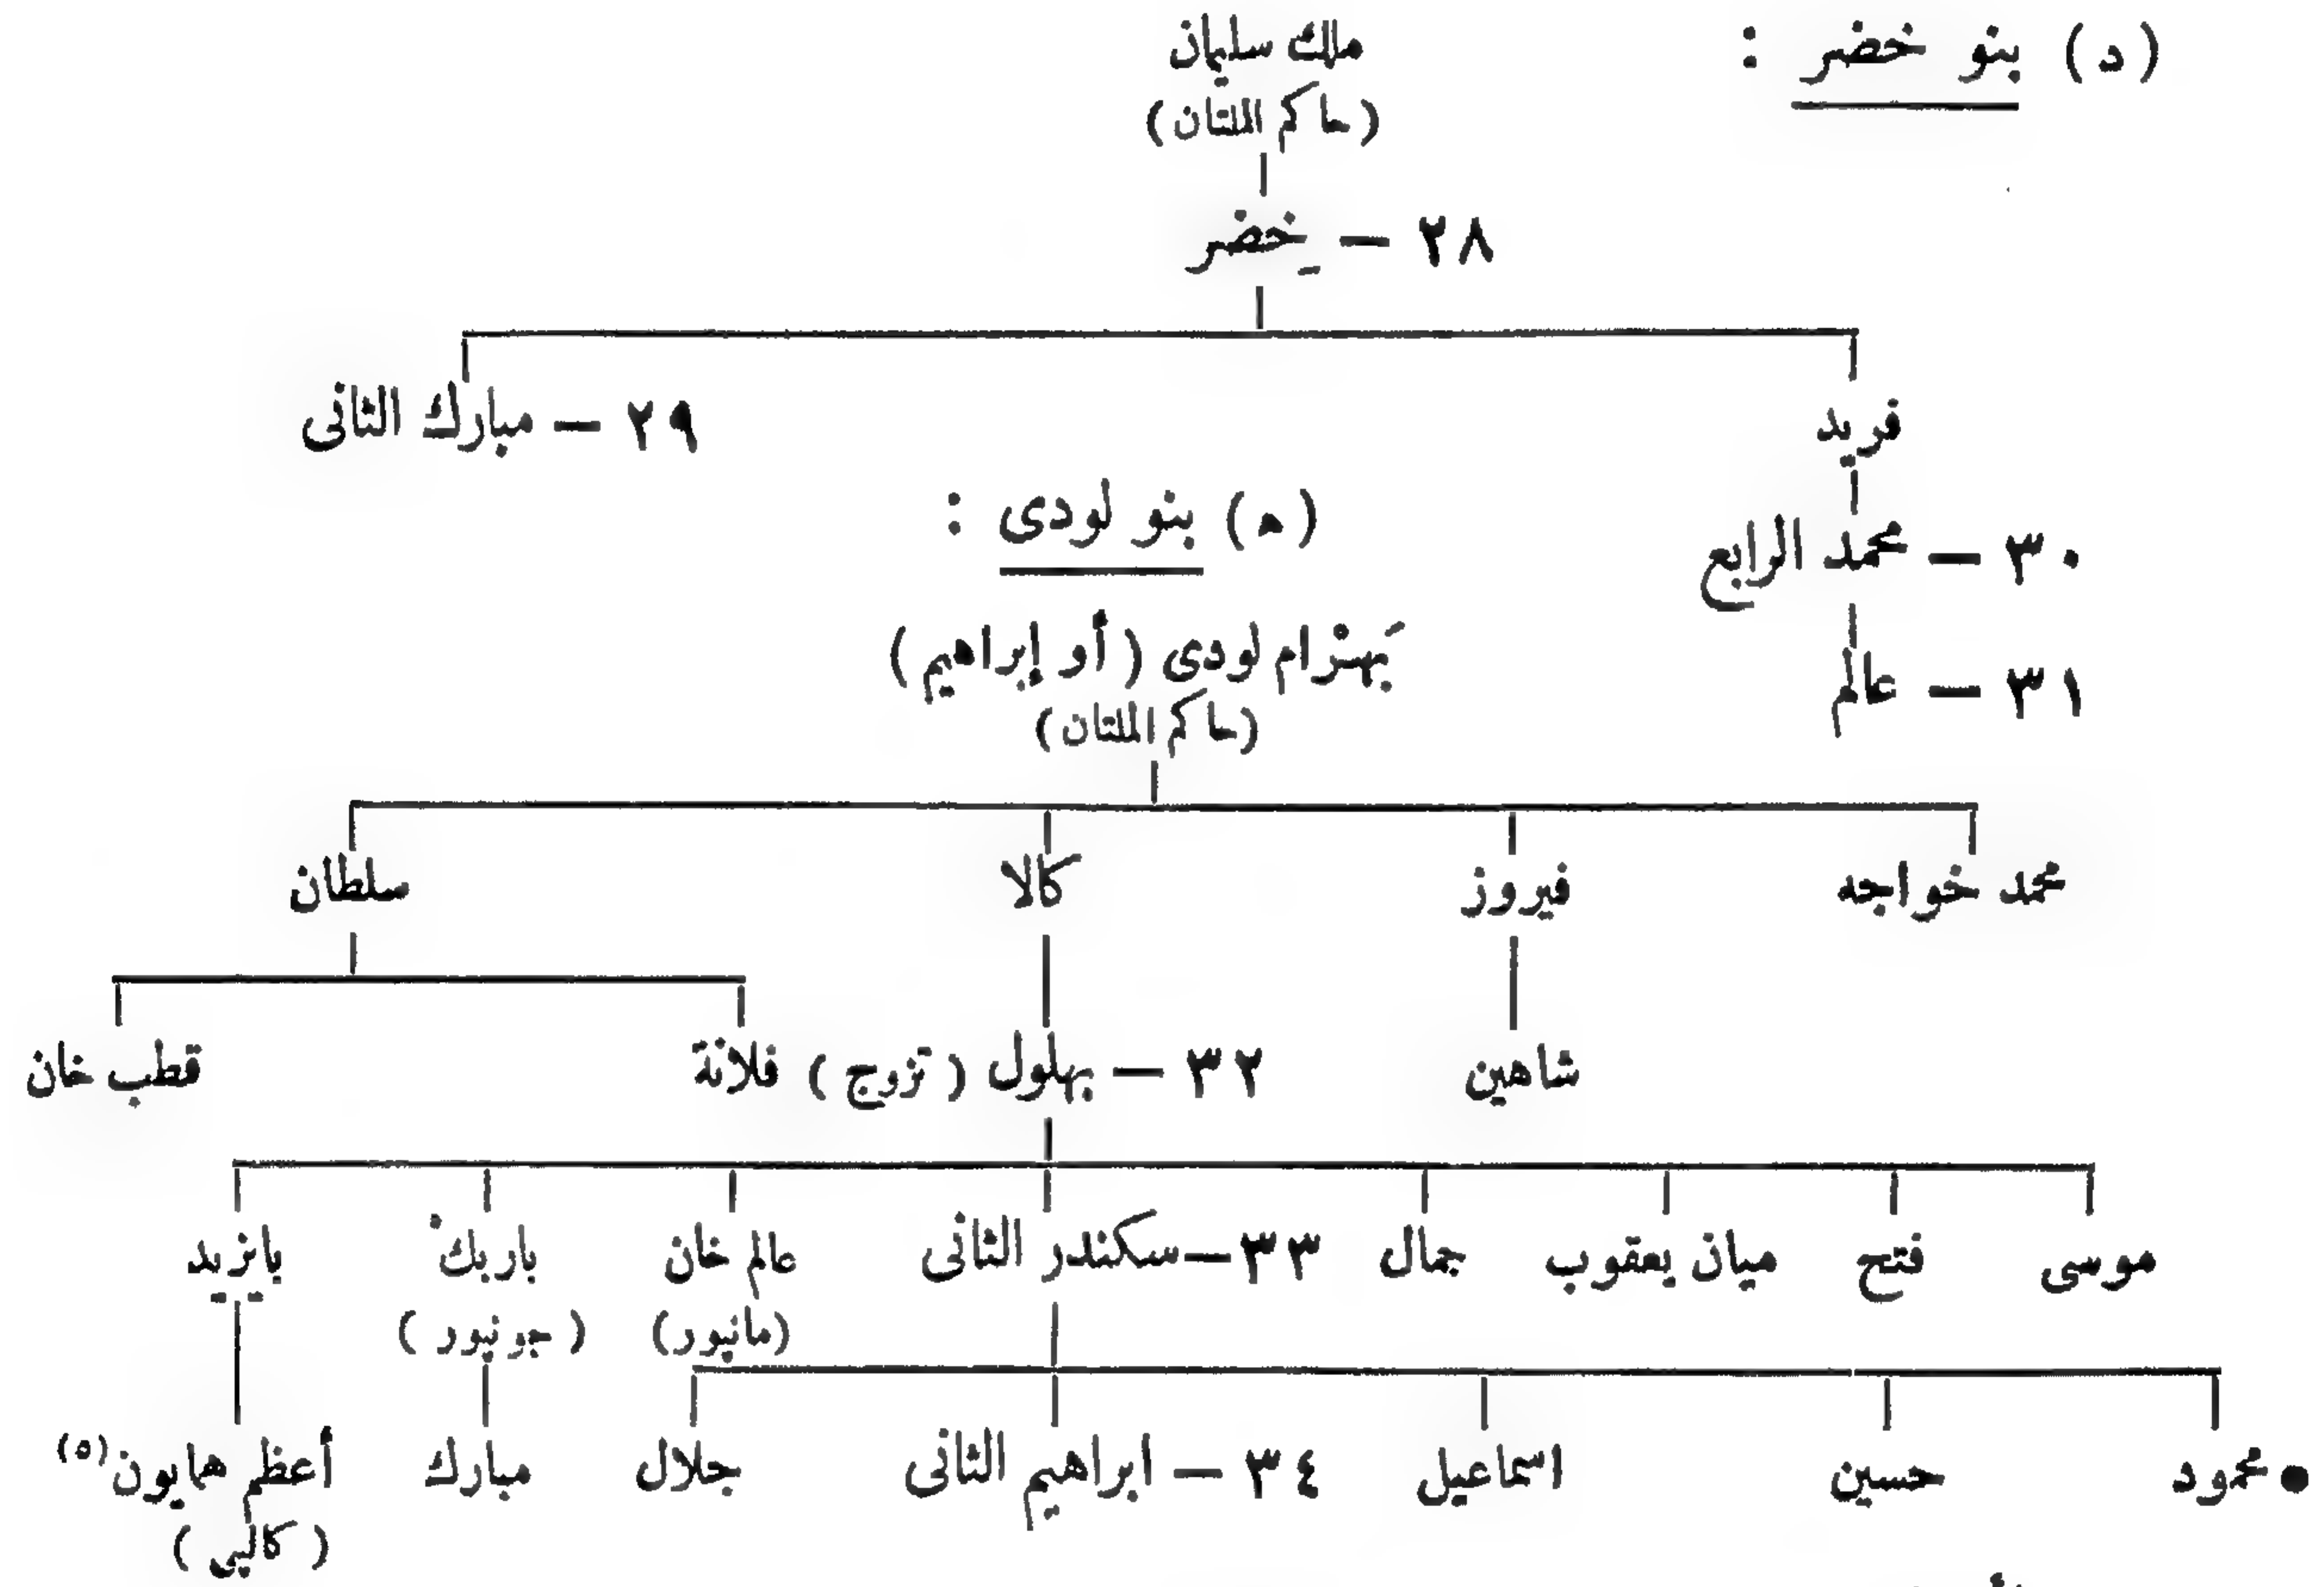 (د) بنو خضر :
ملك سليمان
(حاكم الملتان)
٢٨ – خِضر
فريد
٢٩ – مبارك الثانى
٣٠ – محمد الرابع
٣١ – عالم
(ه) بنو لودى :
بَهْرام لودى (أو إبراهيم)
(حاكم الملتان)
محمد خواجه فيروز كالا سلطان
شاهين ٣٢ – بهلول (تزوج) فلانة قطب خان
موسى فتح ميان يعقوب جمال ٣٣ – سكندر الثانى عالم خان باربك بايزيد
(مانپور) (جونپور)
● محمود حسين اسماعيل ٣٤ – ابراهيم الثانى جلال مبارك أعظم همايون (٥)
(كالپى)